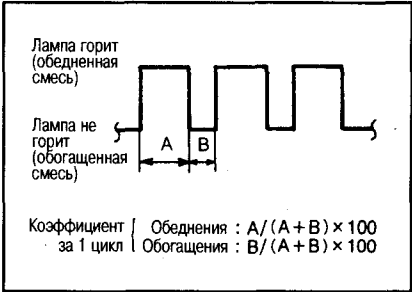 Лампа горит
(обедненная
смесь)
Лампа не
горит
(обогащенная
смесь)
A B
Коэффициент { Обеднения : A/(A+B)×100
за 1 цикл Обогащения : B/(A+B)×100